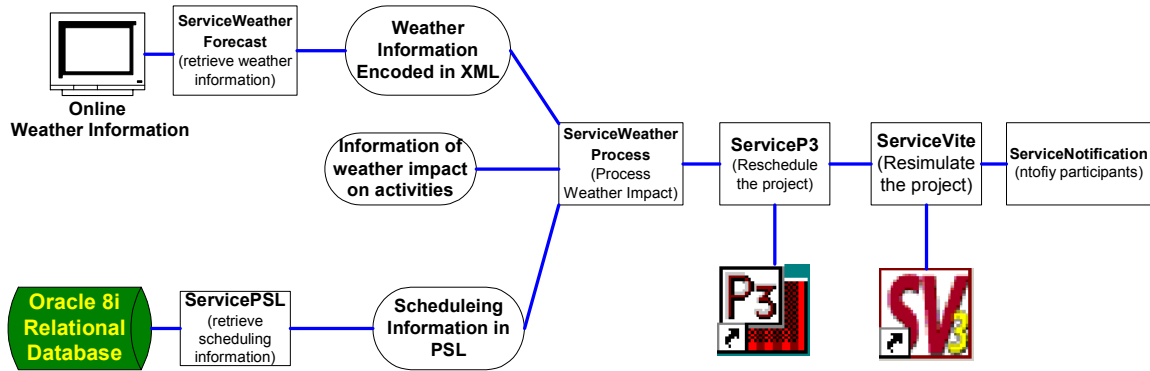 ServiceWeather
Forecast
(retrieve weather
information)
Weather
Information
Encoded in XML
Online
Weather Information
Information of
weather impact
on activities
ServiceWeather
Process
(Process
Weather Impact)
ServiceP3
(Reschedule
the project)
ServiceVite
(Resimulate
the project)
ServiceNotification
(ntofiy participants)
Oracle 8i
Relational
Database
ServicePSL
(retrieve
scheduling
information)
Scheduleing
Information in
PSL
P3
SV3